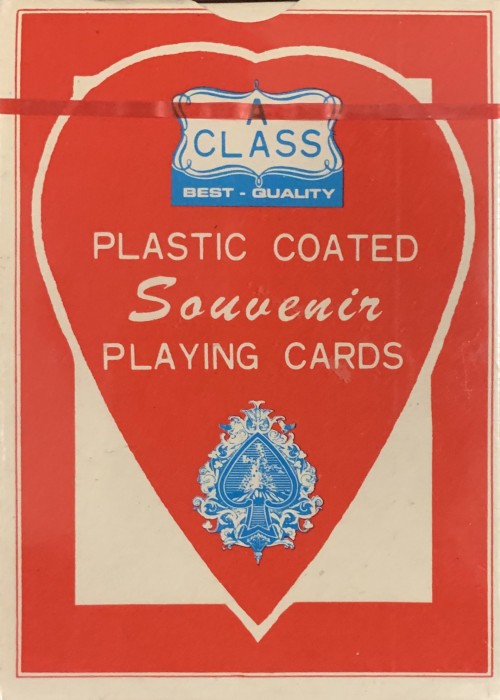 A
CLASS
BEST - QUALITY
PLASTIC COATED
Souvenir
PLAYING CARDS